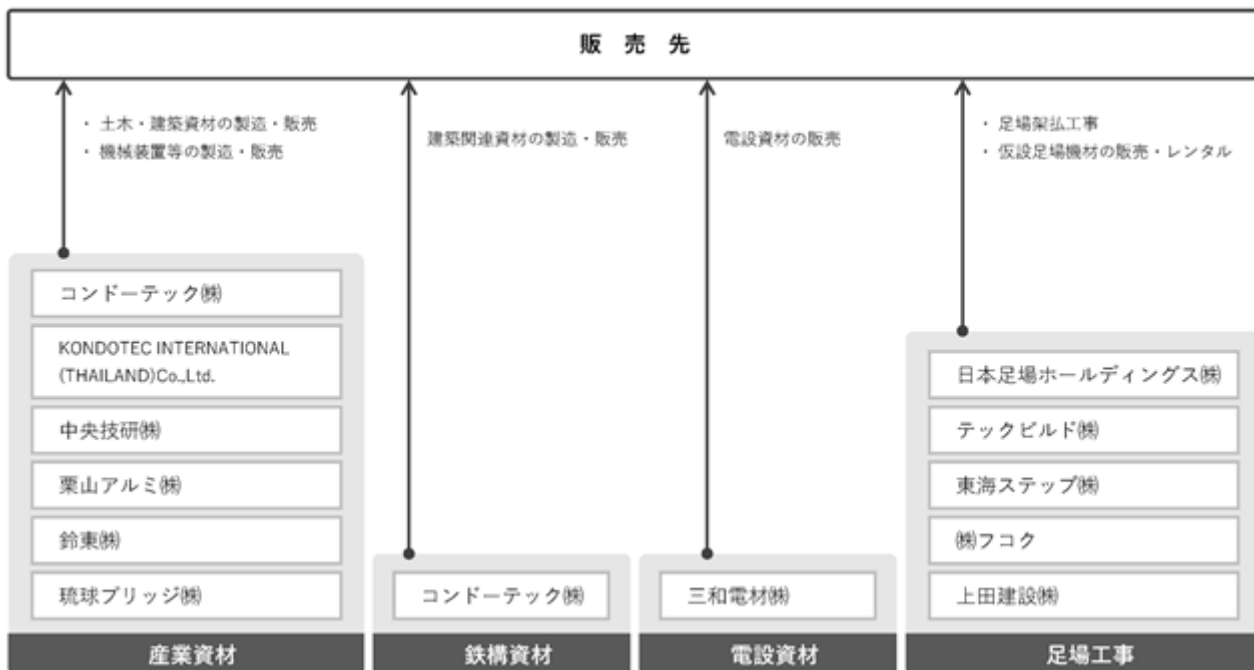 販売先
・ 土木・建築資材の製造・販売
・ 機械装置等の製造・販売
建築関連資材の製造・販売
電設資材の販売
・ 足場架払工事
・ 仮設足場機材の販売・レンタル
コンドーテック㈱
KONDOTEC INTERNATIONAL
(THAILAND)Co.,Ltd.
中央技研㈱
栗山アルミ㈱
鈴東㈱
琉球ブリッジ㈱
産業資材
コンドーテック㈱
鉄構資材
三和電材㈱
電設資材
日本足場ホールディングス㈱
テックビルド㈱
東海ステップ㈱
㈱フコク
上田建設㈱
足場工事